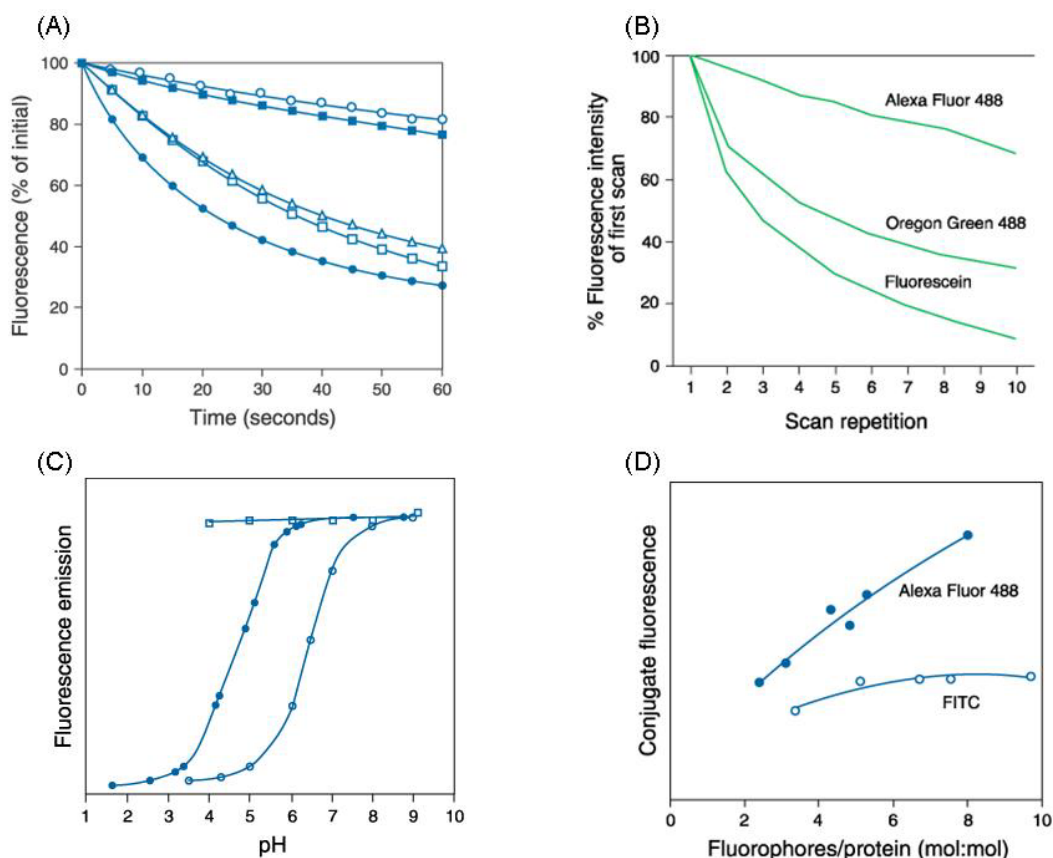 (A)
Fluorescence (% of initial)
100
80
60
40
20
0
0 10 20 30 40 50 60
Time (seconds)
(B)
% Fluorescence intensity
of first scan
100
80
60
40
20
0
Alexa Fluor 488
Oregon Green 488
Fluorescein
1 2 3 4 5 6 7 8 9 10
Scan repetition
(C)
Fluorescence emission
1 2 3 4 5 6 7 8 9 10
pH
(D)
Conjugate fluorescence
Alexa Fluor 488
FITC
0 2 4 6 8 10
Fluorophores/protein (mol:mol)